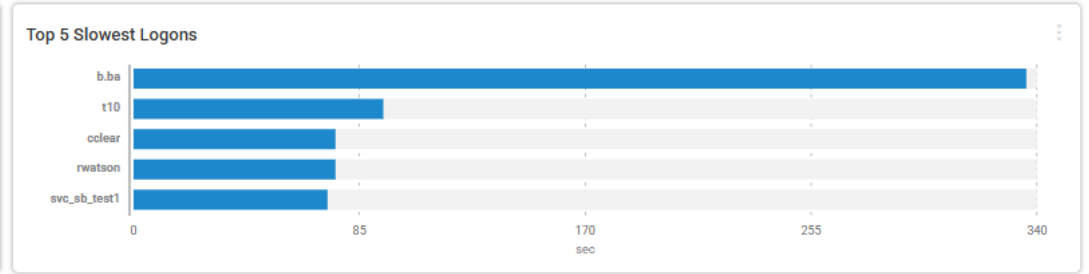 Top 5 Slowest Logons
b.ba
t10
cclear
rwatson
svc_sb_test1
0 85 170 255 340
sec